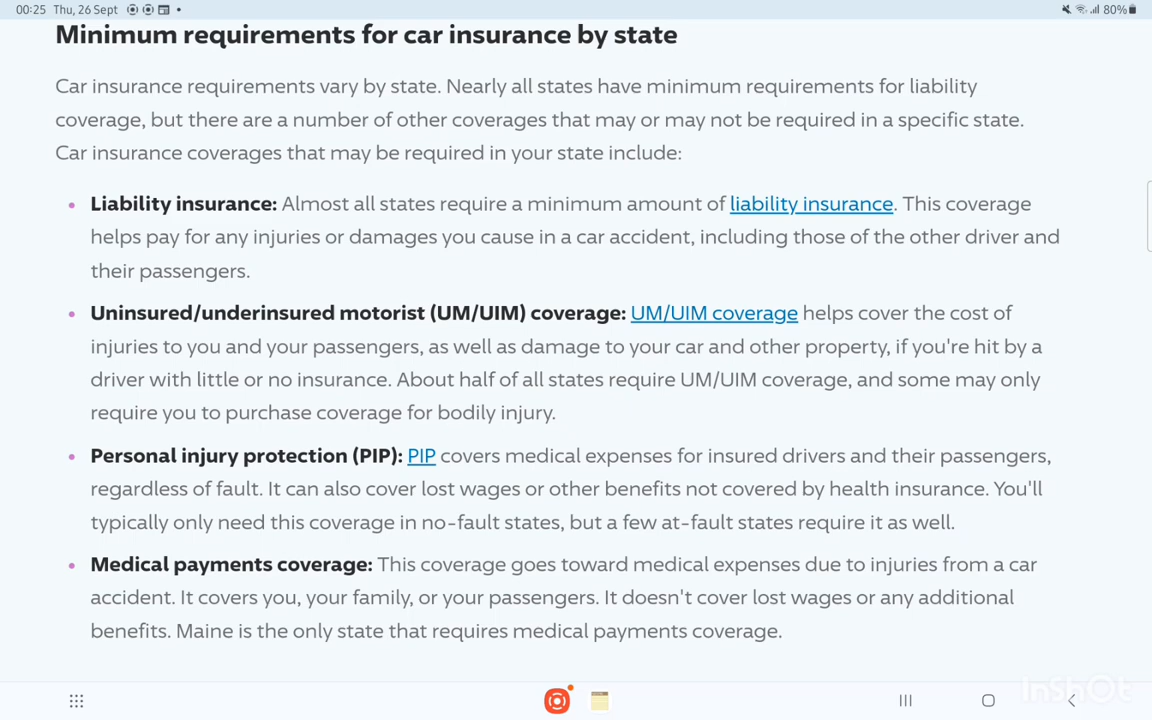 00:25 Thu, 26 Sept • 80%
Minimum requirements for car insurance by state
Car insurance requirements vary by state. Nearly all states have minimum requirements for liability
coverage, but there are a number of other coverages that may or may not be required in a specific state.
Car insurance coverages that may be required in your state include:
• Liability insurance: Almost all states require a minimum amount of liability insurance. This coverage
helps pay for any injuries or damages you cause in a car accident, including those of the other driver and
their passengers.
• Uninsured/underinsured motorist (UM/UIM) coverage: UM/UIM coverage helps cover the cost of
injuries to you and your passengers, as well as damage to your car and other property, if you're hit by a
driver with little or no insurance. About half of all states require UM/UIM coverage, and some may only
require you to purchase coverage for bodily injury.
• Personal injury protection (PIP): PIP covers medical expenses for insured drivers and their passengers,
regardless of fault. It can also cover lost wages or other benefits not covered by health insurance. You'll
typically only need this coverage in no-fault states, but a few at-fault states require it as well.
• Medical payments coverage: This coverage goes toward medical expenses due to injuries from a car
accident. It covers you, your family, or your passengers. It doesn't cover lost wages or any additional
benefits. Maine is the only state that requires medical payments coverage.
InShOt